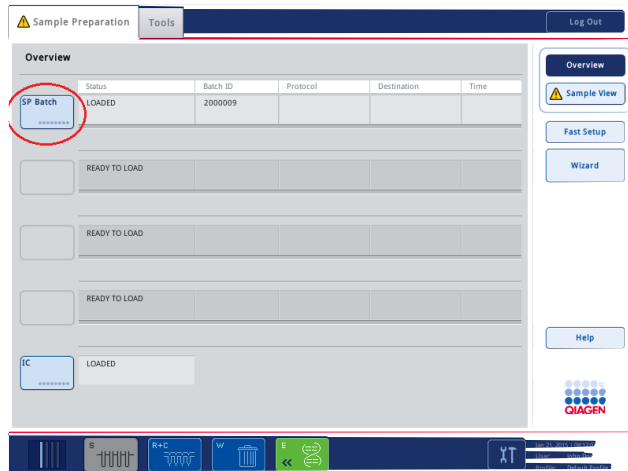 Sample Preparation
Tools
Log Out
Overview
Status Batch ID Protocol Destination Time
SP Batch LOADED 2000009
READY TO LOAD
READY TO LOAD
READY TO LOAD
IC LOADED
Overview
Sample View
Fast Setup
Wizard
Help
QIAGEN
S
R+C
W
E
Jan 21, 2015
User:
Profile: Default Profile